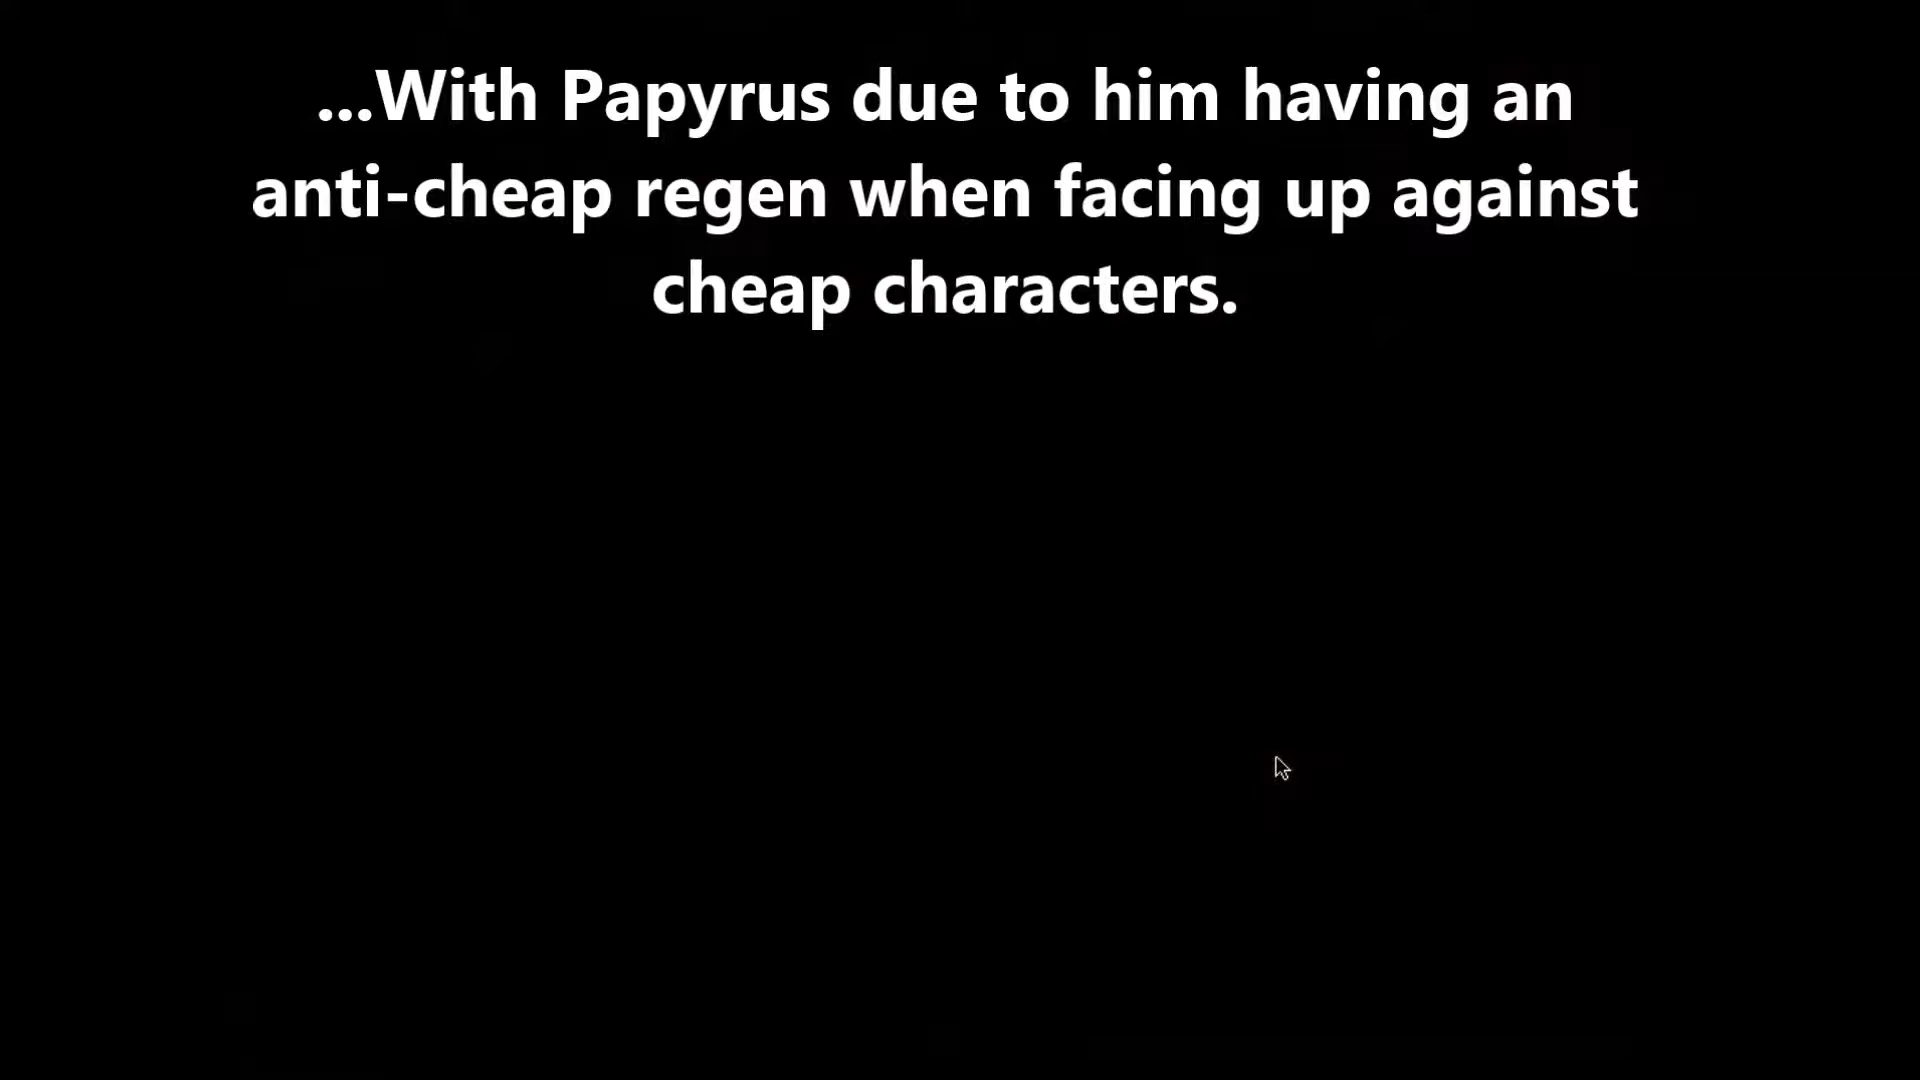 ...With Papyrus due to him having an
anti-cheap regen when facing up against
cheap characters.